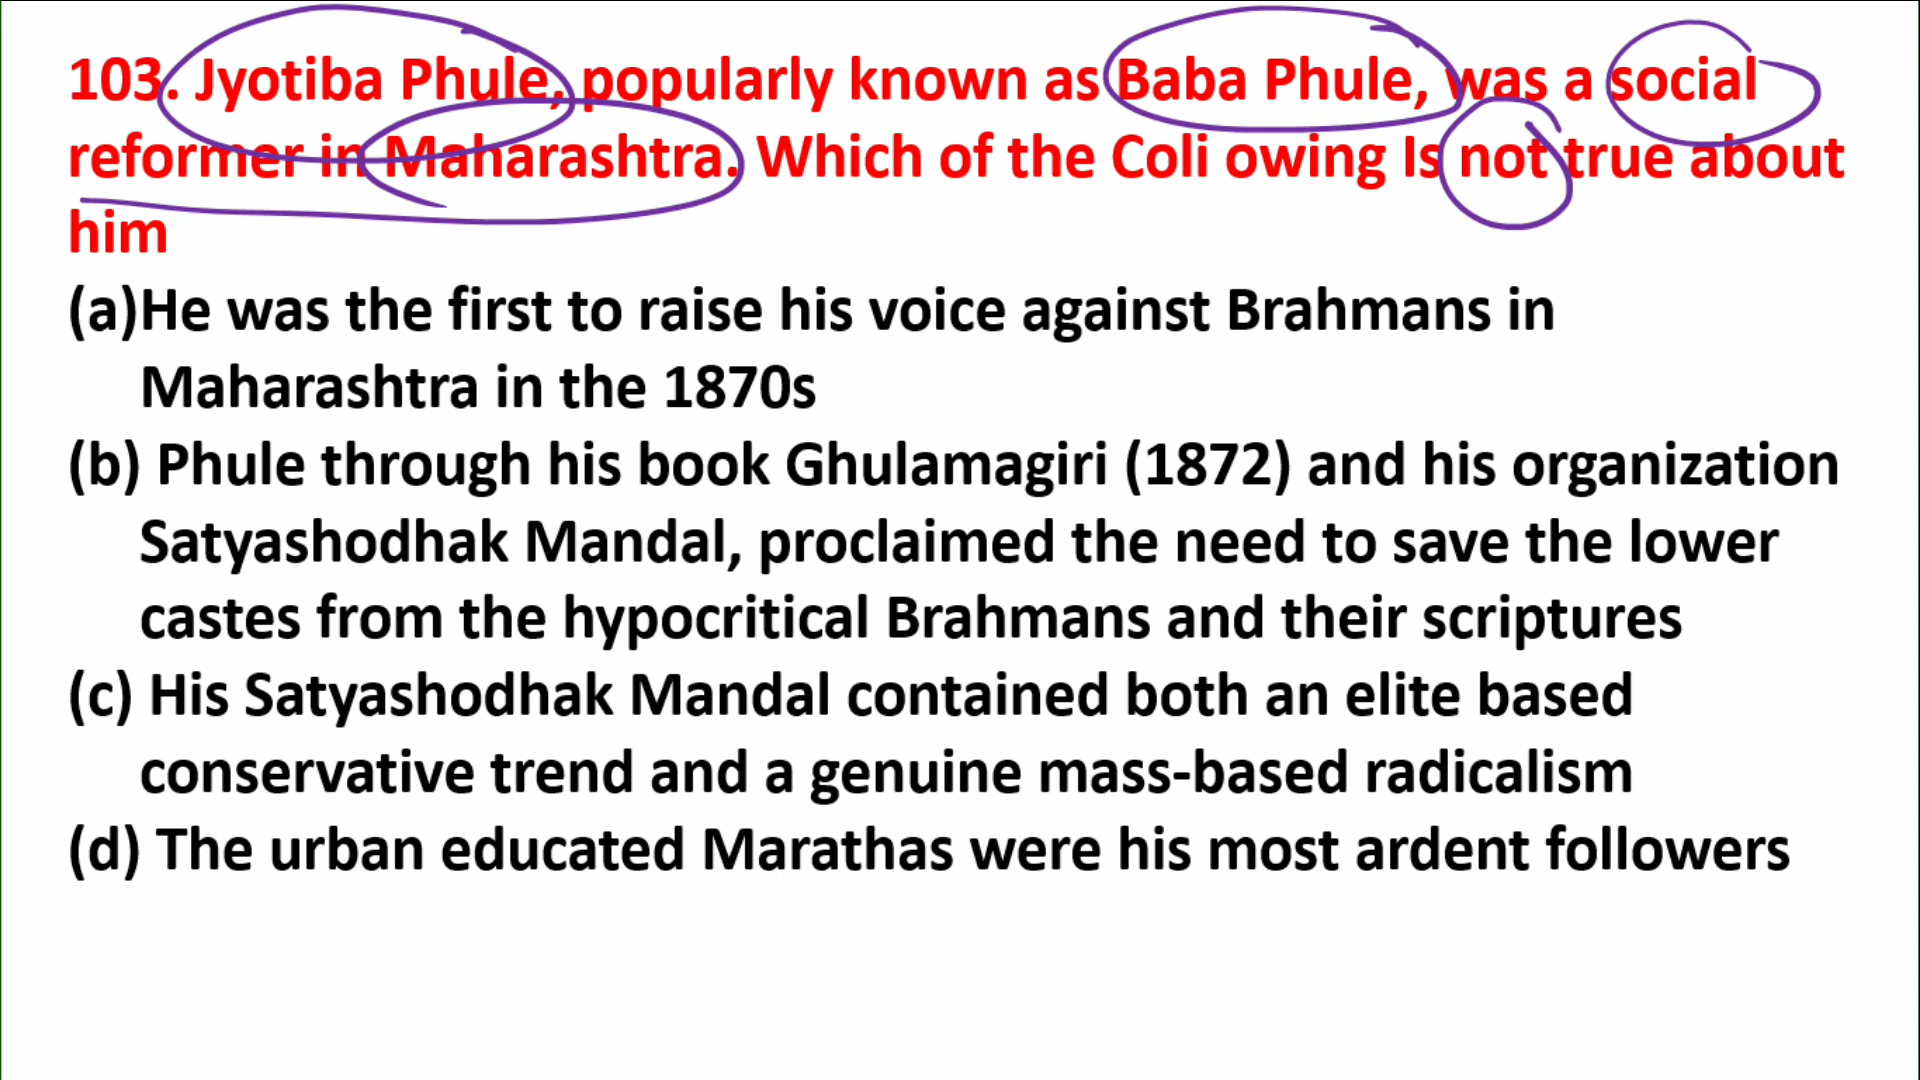 103. Jyotiba Phule, popularly known as Baba Phule, was a social
reformer in Maharashtra. Which of the Coli owing Is not true about
him
(a)He was the first to raise his voice against Brahmans in
Maharashtra in the 1870s
(b) Phule through his book Ghulamagiri (1872) and his organization
Satyashodhak Mandal, proclaimed the need to save the lower
castes from the hypocritical Brahmans and their scriptures
(c) His Satyashodhak Mandal contained both an elite based
conservative trend and a genuine mass-based radicalism
(d) The urban educated Marathas were his most ardent followers